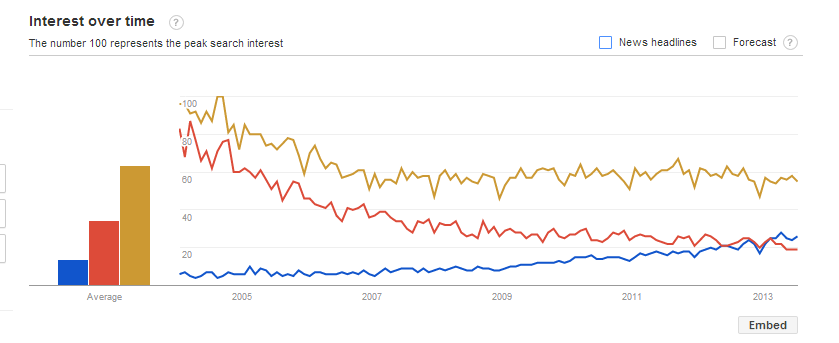 Interest over time ?
The number 100 represents the peak search interest
News headlines
Forecast ?
100
80
60
40
20
Average
2005 2007 2009 2011 2013
Embed